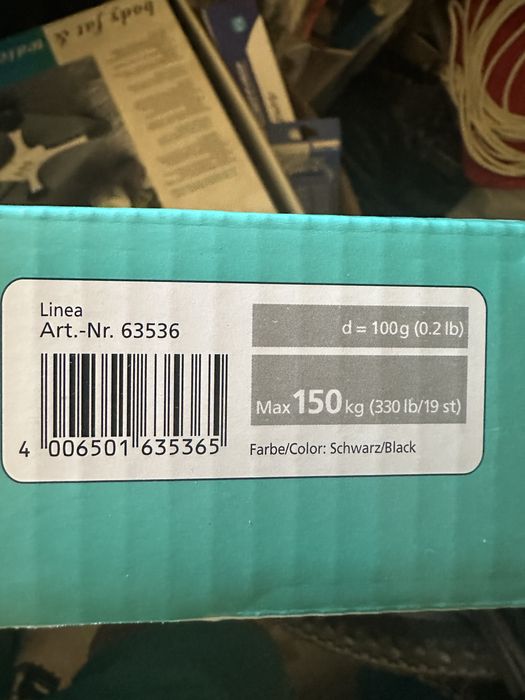 body fat &
Linea
Art.-Nr. 63536
4 006501 635365
d = 100g (0.2 lb)
Max 150 kg (330 lb/19 st)
Farbe/Color: Schwarz/Black